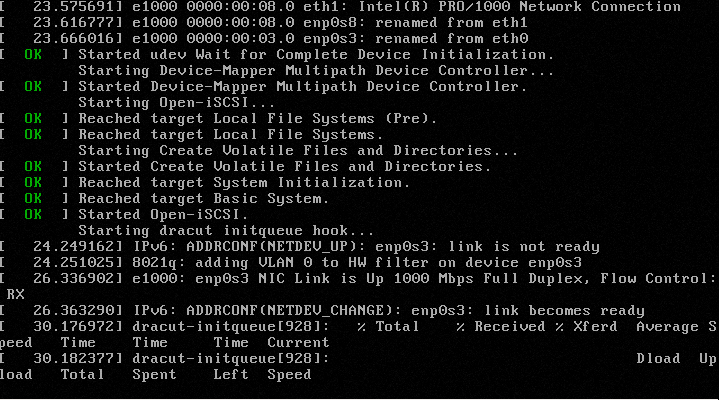 [   23.575691] e1000 0000:00:08.0 eth1: Intel(R) PRO/1000 Network Connection
[   23.616777] e1000 0000:00:08.0 enp0s8: renamed from eth1
[   23.666016] e1000 0000:00:03.0 enp0s3: renamed from eth0
[  OK  ] Started udev Wait for Complete Device Initialization.
         Starting Device-Mapper Multipath Device Controller...
[  OK  ] Started Device-Mapper Multipath Device Controller.
         Starting Open-iSCSI...
[  OK  ] Reached target Local File Systems (Pre).
[  OK  ] Reached target Local File Systems.
         Starting Create Volatile Files and Directories...
[  OK  ] Started Create Volatile Files and Directories.
[  OK  ] Reached target System Initialization.
[  OK  ] Reached target Basic System.
[  OK  ] Started Open-iSCSI.
         Starting dracut initqueue hook...
[   24.249162] IPv6: ADDRCONF(NETDEV_UP): enp0s3: link is not ready
[   24.251025] 8021q: adding VLAN 0 to HW filter on device enp0s3
[   26.336902] e1000: enp0s3 NIC Link is Up 1000 Mbps Full Duplex, Flow Control:
 RX
[   26.363290] IPv6: ADDRCONF(NETDEV_CHANGE): enp0s3: link becomes ready
[   30.176972] dracut-initqueue[928]:   % Total    % Received % Xferd  Average S
peed   Time    Time     Time  Current
[   30.182377] dracut-initqueue[928]:                                  Dload  Up
load   Total   Spent    Left  Speed